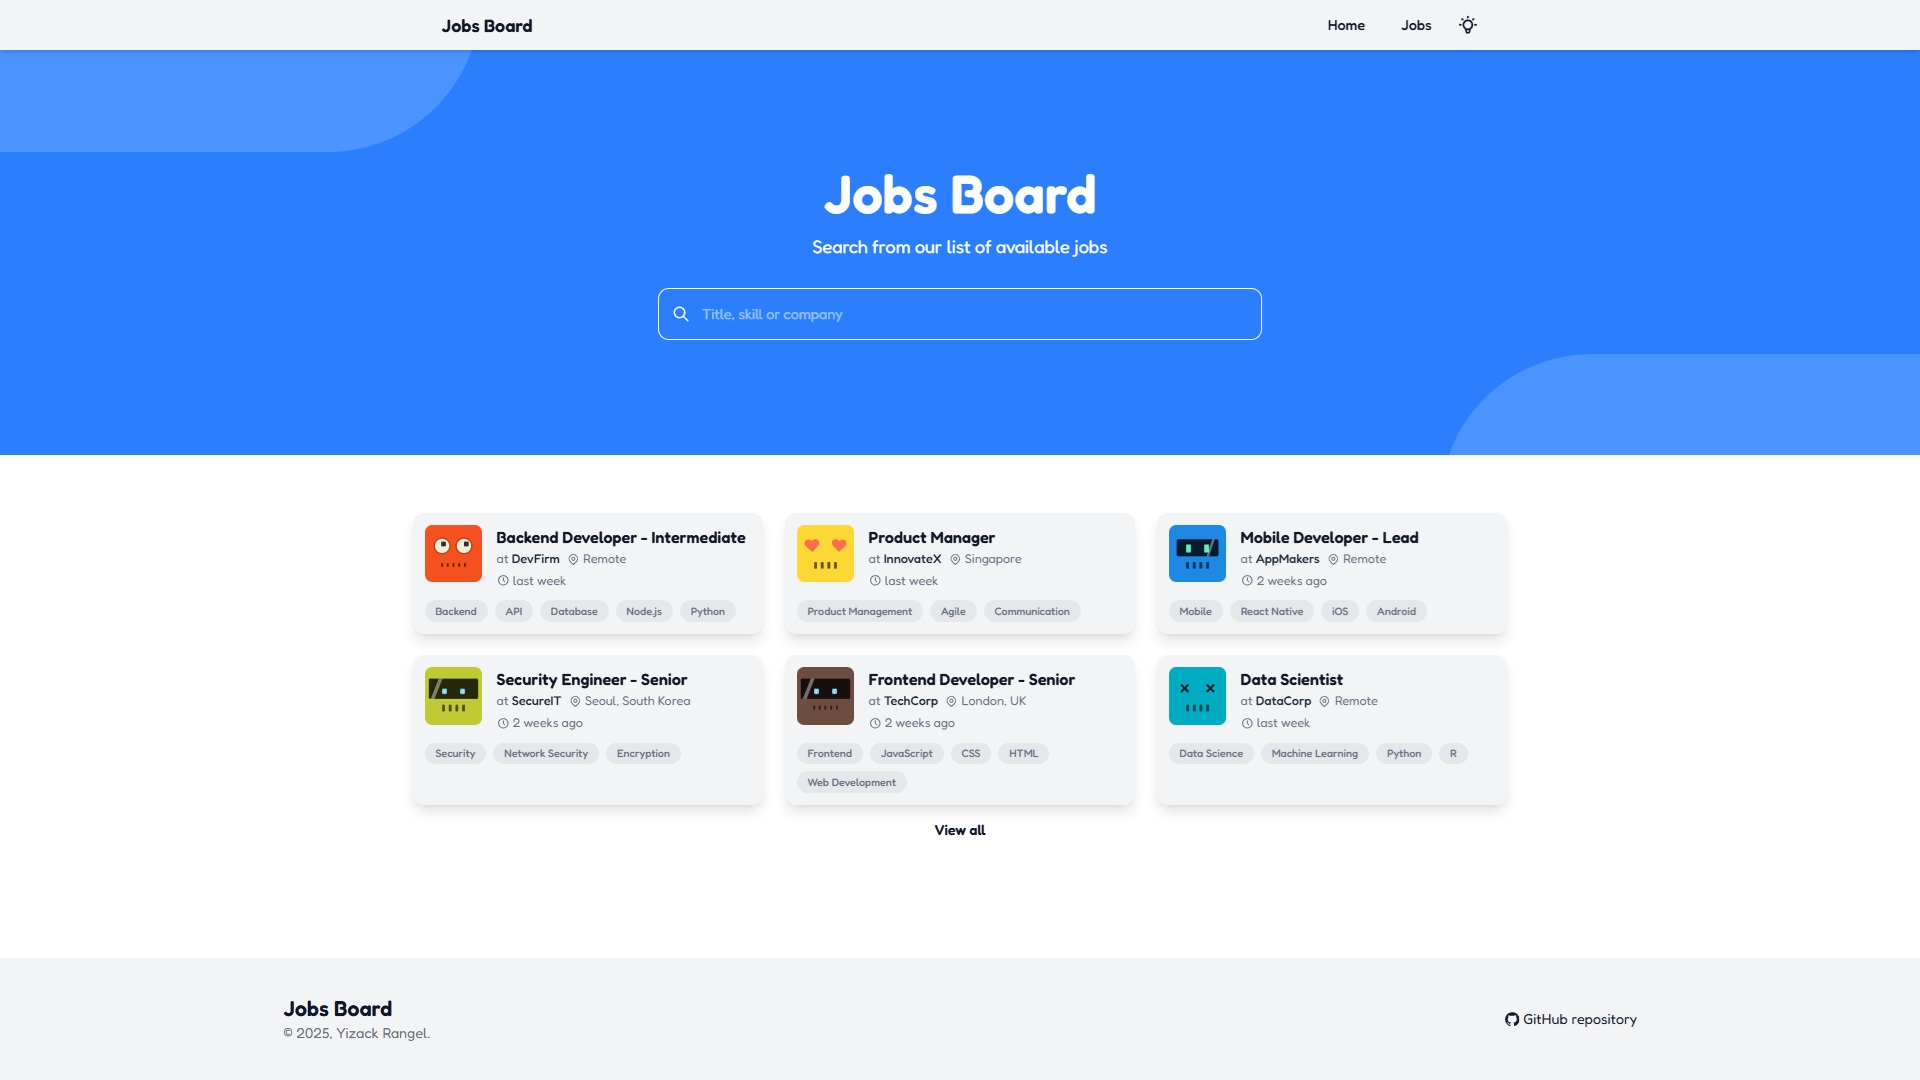 Jobs Board
Home
Jobs
Jobs Board
Search from our list of available jobs
Title, skill or company
Backend Developer - Intermediate
at DevFirm Remote
last week
Backend API Database Node.js Python
Product Manager
at InnovateX Singapore
last week
Product Management Agile Communication
Mobile Developer - Lead
at AppMakers Remote
2 weeks ago
Mobile React Native iOS Android
Security Engineer - Senior
at SecureIT Seoul, South Korea
2 weeks ago
Security Network Security Encryption
Frontend Developer - Senior
at TechCorp London, UK
2 weeks ago
Frontend JavaScript CSS HTML
Web Development
Data Scientist
at DataCorp Remote
last week
Data Science Machine Learning Python R
View all
Jobs Board
© 2025, Yizack Rangel.
GitHub repository